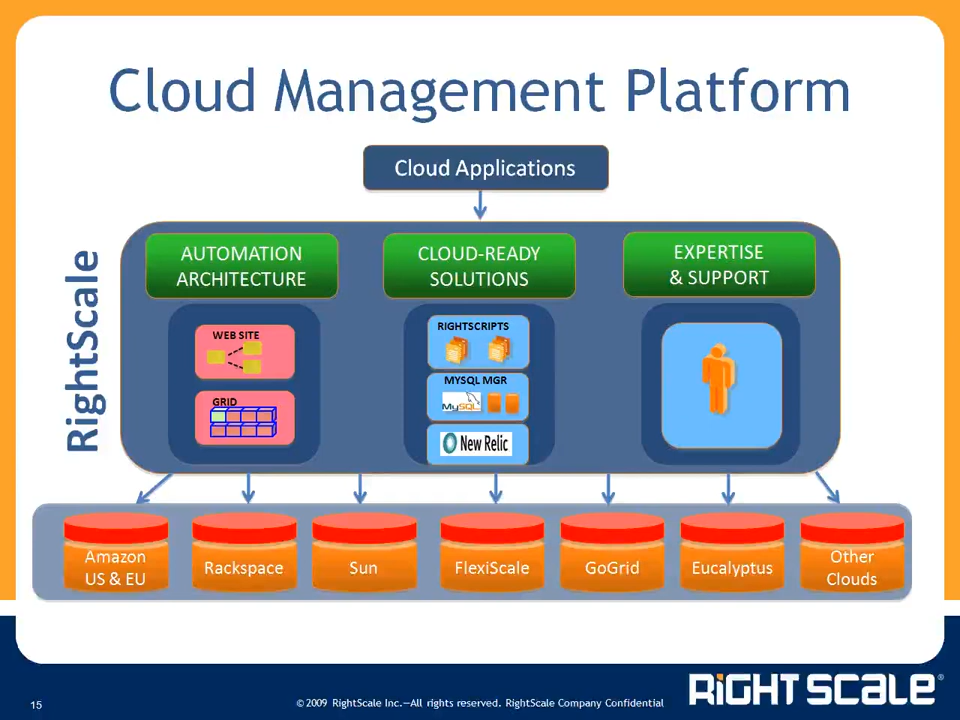 Cloud Management Platform
Cloud Applications
RightScale
AUTOMATION
ARCHITECTURE
CLOUD-READY
SOLUTIONS
EXPERTISE
& SUPPORT
WEB SITE
GRID
RIGHTSCRIPTS
MYSQL MGR
MySQL
New Relic
Amazon
US & EU
Rackspace
Sun
FlexiScale
GoGrid
Eucalyptus
Other
Clouds
15
©2009 RightScale Inc.—All rights reserved. RightScale Company Confidential
RIGHTSCALE®